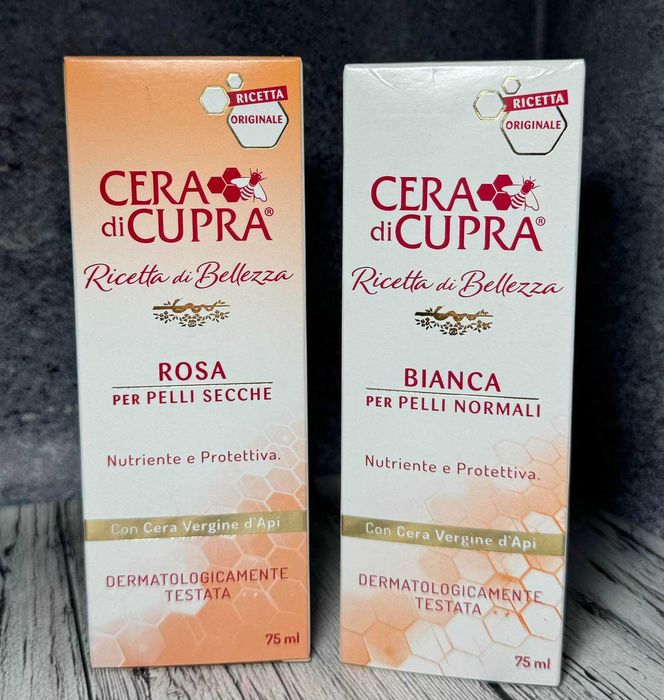 RICETTA
ORIGINALE
CERA
di CUPRA®
Ricetta di Bellezza
ROSA
PER PELLI SECCHE
Nutriente e Protettiva.
Con Cera Vergine d'Api
DERMATOLOGICAMENTE
TESTATA
75 ml
RICETTA
ORIGINALE
CERA
di CUPRA®
Ricetta di Bellezza
BIANCA
PER PELLI NORMALI
Nutriente e Protettiva.
Con Cera Vergine d'Api
DERMATOLOGICAMENTE
TESTATA
75 ml